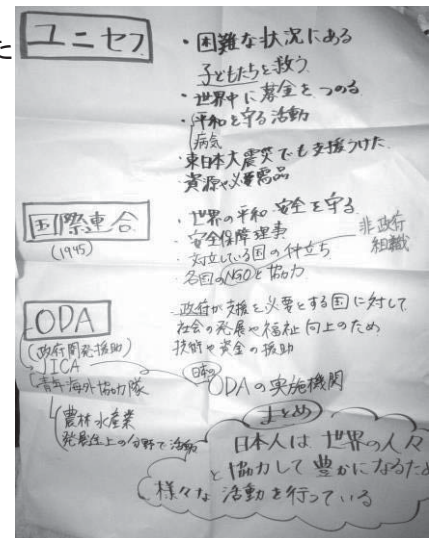 た
ユニセフ
・困難な状況にある
子どもたちを救う
・世界中に募金をつのる
・平和を守る活動
病気
・東日本大震災でも支援うけた
・資源や必要需品
国際連合
(1945)
・世界の平和 安全を守る
・安全保障理事
・対立している国の仲立ち
・各国のNGOと協力
非政府
組織
ODA
(政府開発援助)
JICA
青年海外協力隊
農林水産業
・政府が支援を必要とする国に対して
社会の発展や福祉向上のため
技術や資金の援助
日本の
ODAの実施機関
の分野で活動
まとめ
日本人は世界の人々
と協力して豊かになるため
様々な活動を行っている